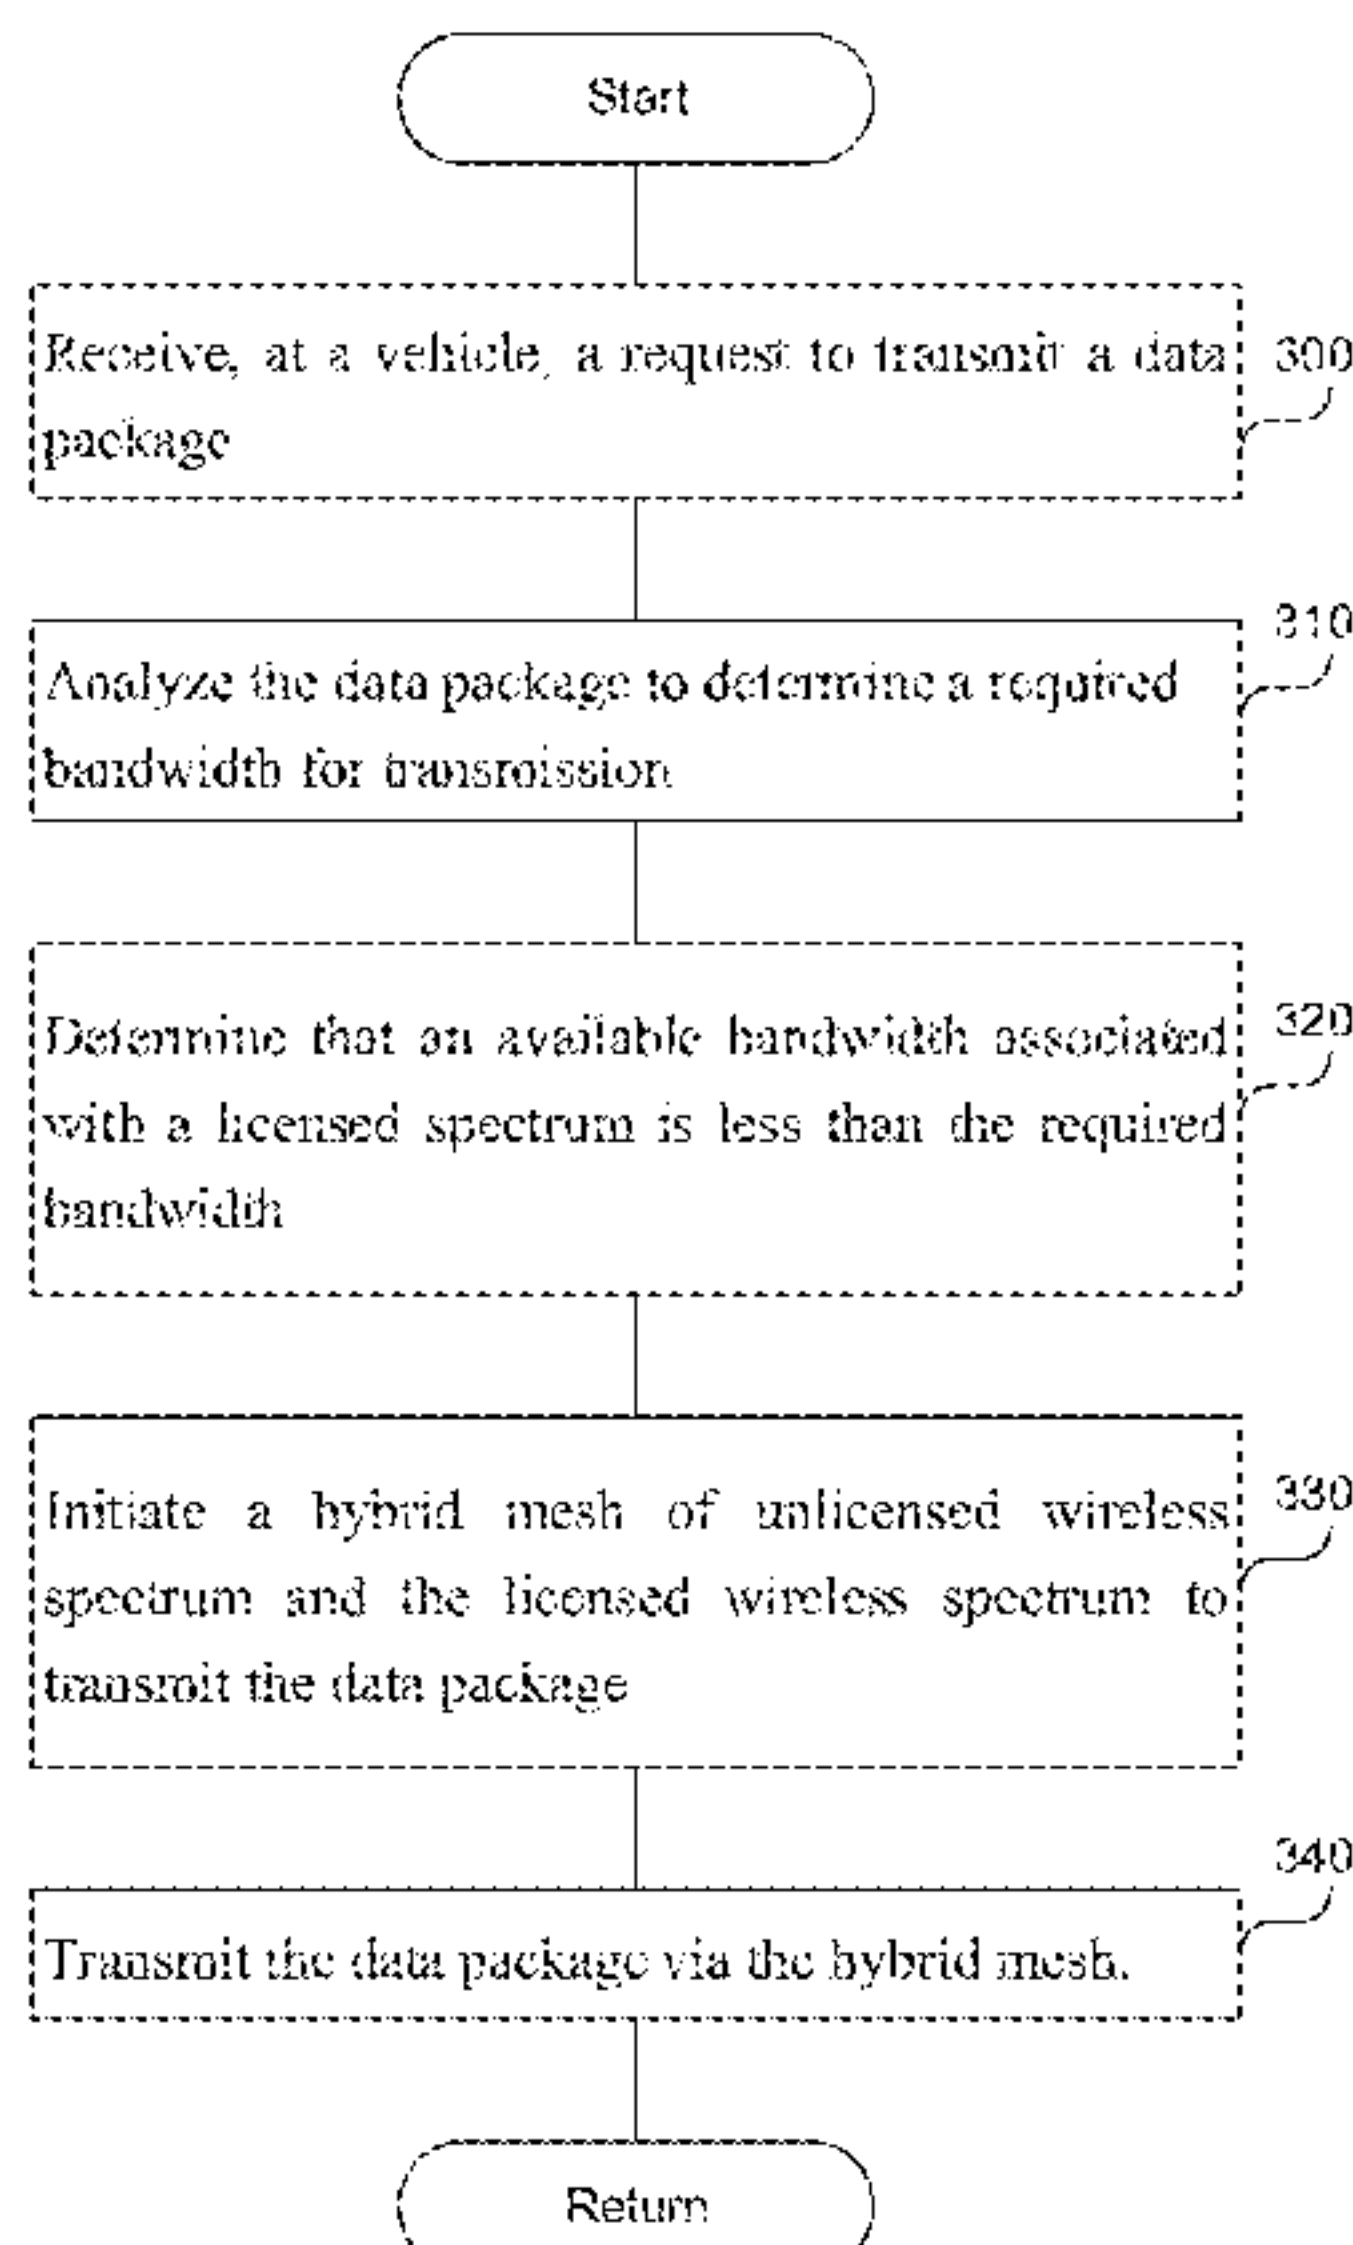 Start
Receive, at a vehicle, a request to transmit a data
package
300
310
Analyze the data package to determine a required
bandwidth for transmission
320
Determine that an available bandwidth associated
with a licensed spectrum is less than the required
bandwidth
330
Initiate a hybrid mesh of unlicensed wireless
spectrum and the licensed wireless spectrum to
transmit the data package
340
Transmit the data package via the hybrid mesh.
Return